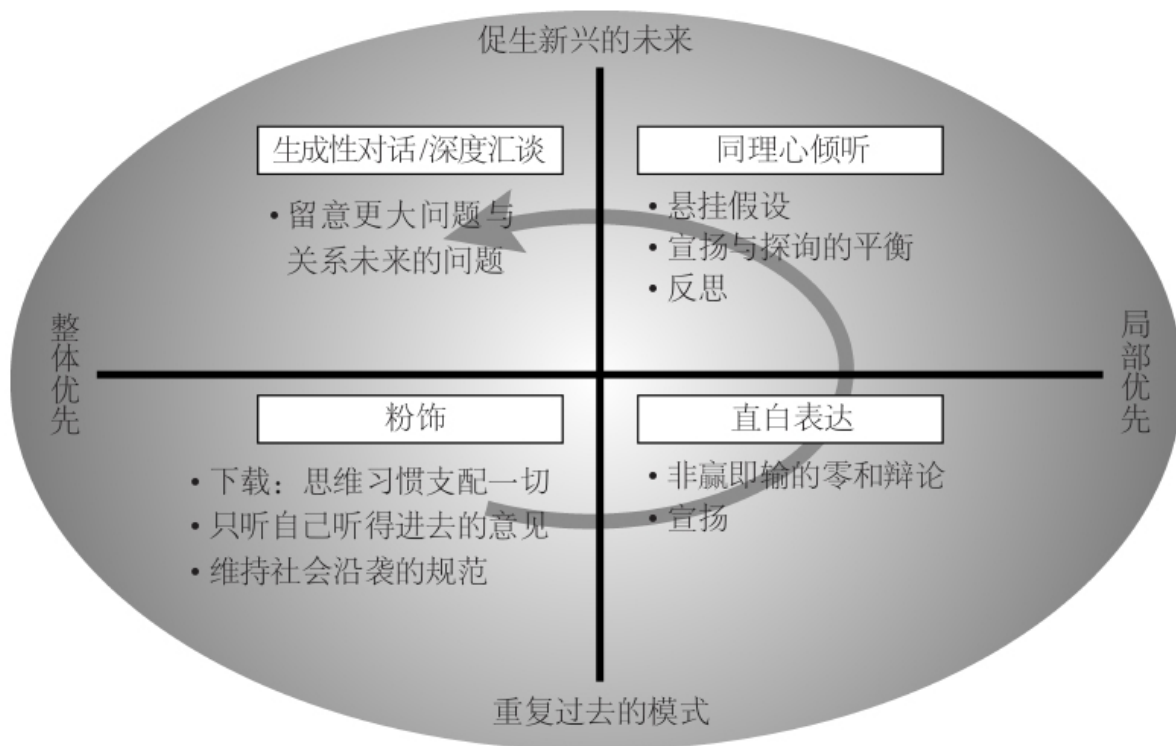 促生新兴的未来
生成性对话/深度汇谈
• 留意更大问题与
关系未来的问题
同理心倾听
• 悬挂假设
• 宣扬与探询的平衡
• 反思
整体优先
局部优先
粉饰
• 下载：思维习惯支配一切
• 只听自己听得进去的意见
• 维持社会沿袭的规范
直白表达
• 非赢即输的零和辩论
• 宣扬
重复过去的模式